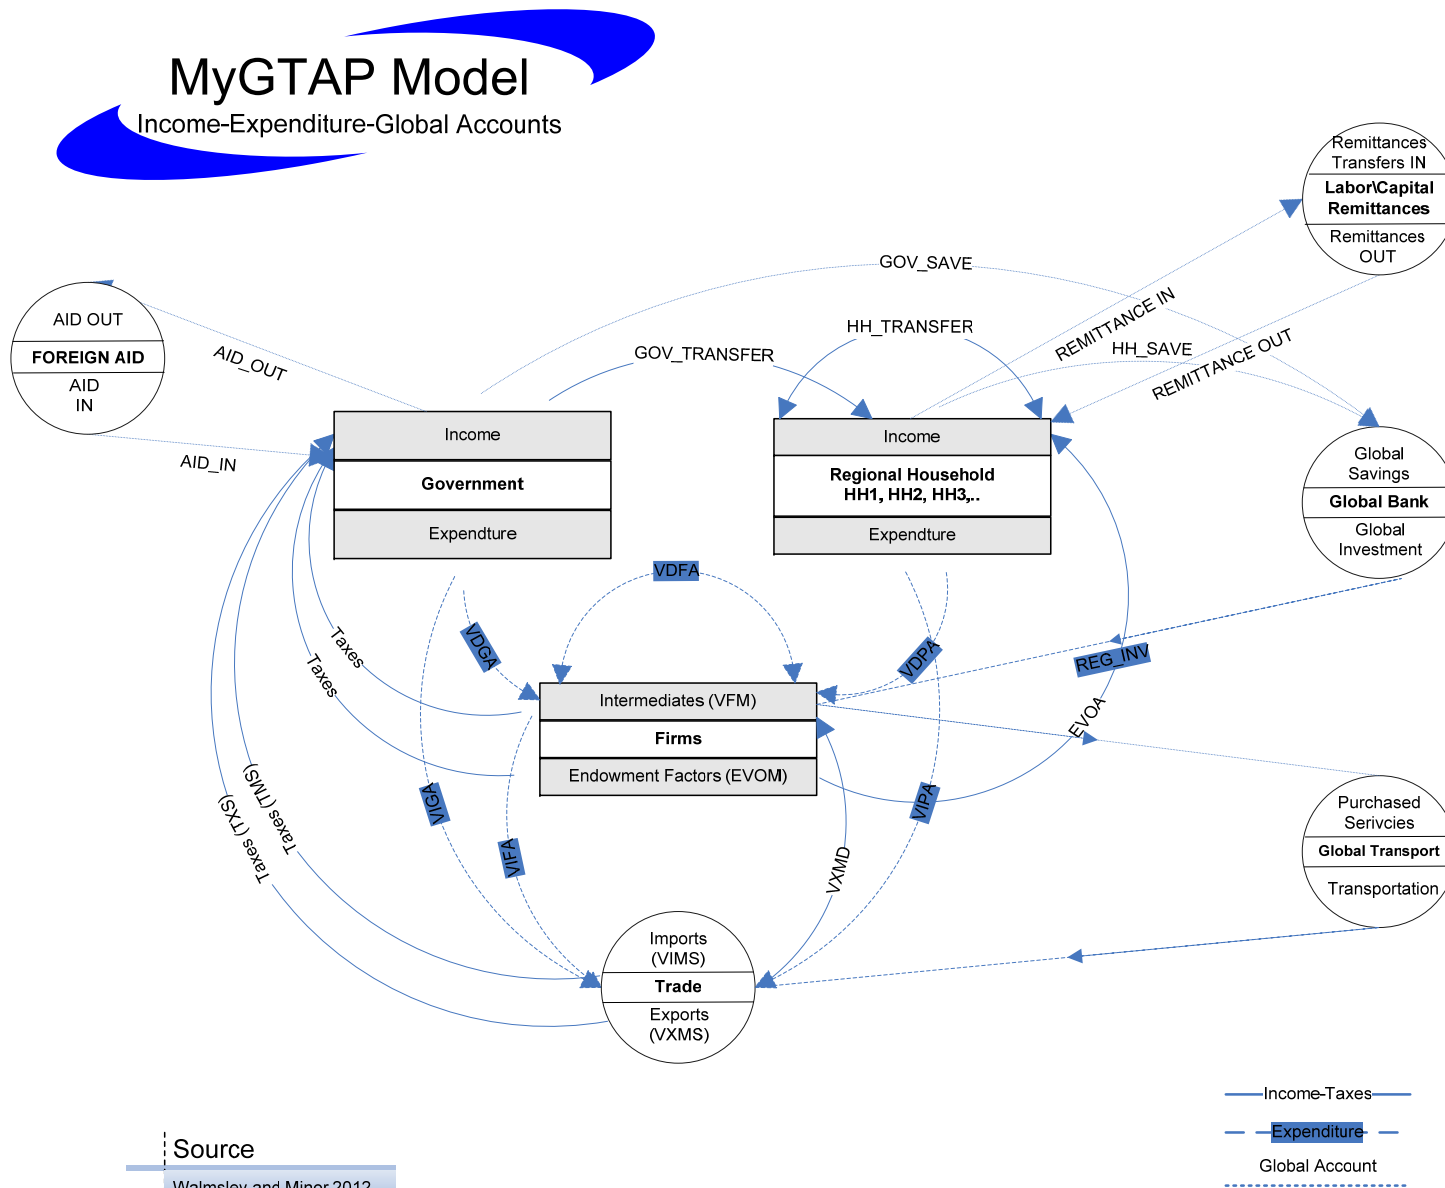 MyGTAP Model
Income-Expenditure-Global Accounts
Remittances
Transfers IN
Labor\Capital
Remittances
Remittances
OUT
GOV_SAVE
REMITTANCE IN
AID OUT
FOREIGN AID
AID
IN
AID_OUT
GOV_TRANSFER
HH_TRANSFER
HH_SAVE
REMITTANCE OUT
AID_IN
Income
Government
Expendture
Income
Regional Household
HH1, HH2, HH3,..
Expendture
Global
Savings
Global Bank
Global
Investment
VDFA
VDGA
VDPA
REG_INV
Taxes
Taxes
Intermediates (VFM)
Firms
Endowment Factors (EVOM)
EVOA
Taxes (TMS)
Taxes (TXS)
VIGA
VIFA
VIPA
VXMD
Purchased
Serivcies
Global Transport
Transportation
Imports
(VIMS)
Trade
Exports
(VXMS)
Income-Taxes
Expenditure
Global Account
Source
Walmsley and Minor 2012